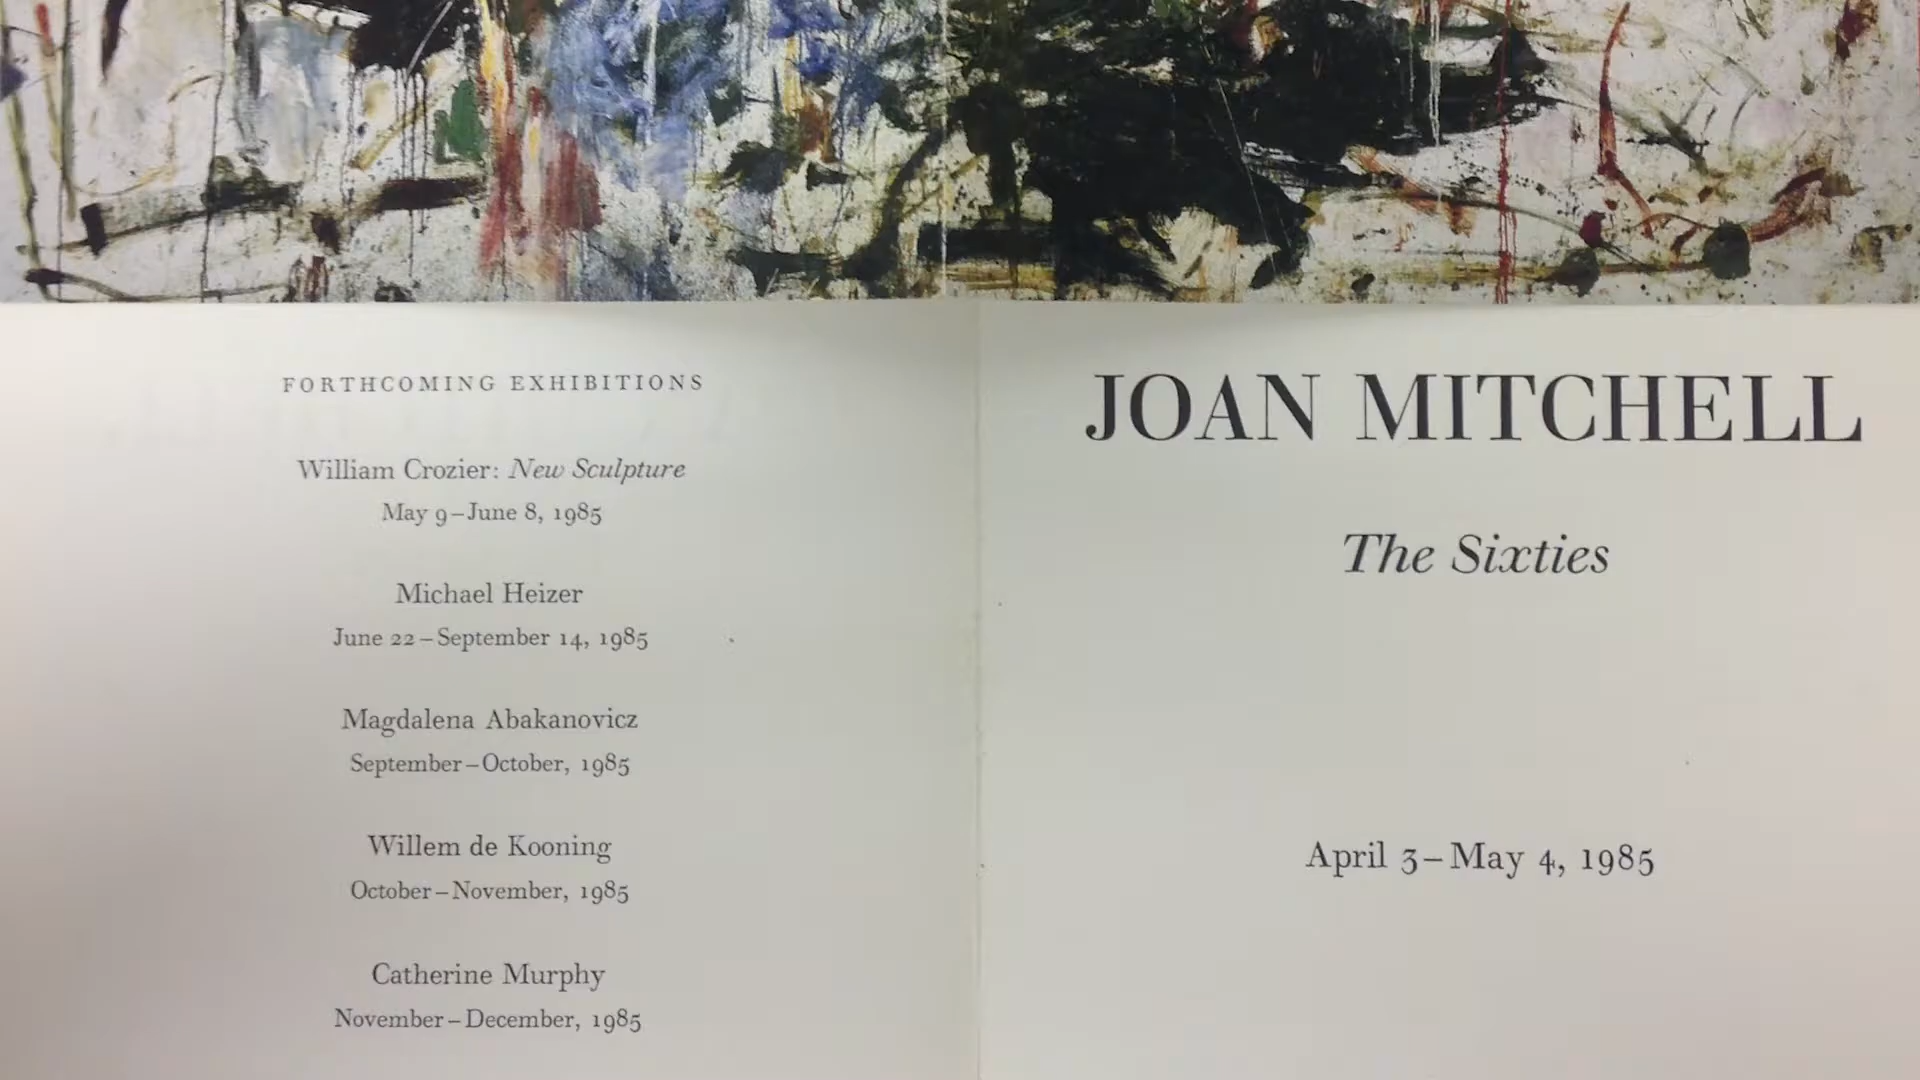 FORTHCOMING EXHIBITIONS
William Crozier: New Sculpture
May 9–June 8, 1985
Michael Heizer
June 22–September 14, 1985
Magdalena Abakanovicz
September–October, 1985
Willem de Kooning
October–November, 1985
Catherine Murphy
November–December, 1985
JOAN MITCHELL
The Sixties
April 3–May 4, 1985